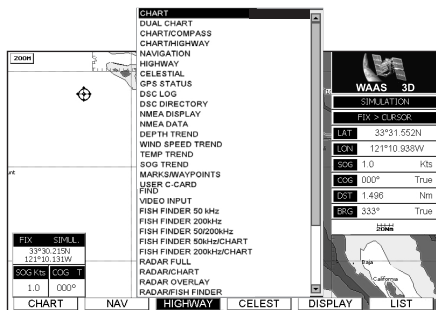 200M
CHART
DUAL CHART
CHART/COMPASS
CHART/HIGHWAY
NAVIGATION
HIGHWAY
CELESTIAL
GPS STATUS
DSC LOG
DSC DIRECTORY
NMEA DISPLAY
NMEA DATA
DEPTH TREND
WIND SPEED TREND
TEMP TREND
SOG TREND
MARKS/WAYPOINTS
USER C-CARD
FIND
VIDEO INPUT
FISH FINDER 50 kHz
FISH FINDER 200kHz
FISH FINDER 50/200kHz
FISH FINDER 50kHz/CHART
FISH FINDER 200kHz/CHART
RADAR FULL
RADAR/CHART
RADAR OVERLAY
RADAR/FISH FINDER
WAAS 3D
SIMULATION
FIX > CURSOR
LAT 33°31.552N
LON 121°10.938W
SOG 1.0 Kts
COG 000° True
DST 1.496 Nm
BRG 333° True
20Nm
Baja
California
nt
FIX SIMUL.
33°30.215N
121°10.131W
SOG Kts COG T
1.0 000°
CHART NAV HIGHWAY CELEST DISPLAY LIST